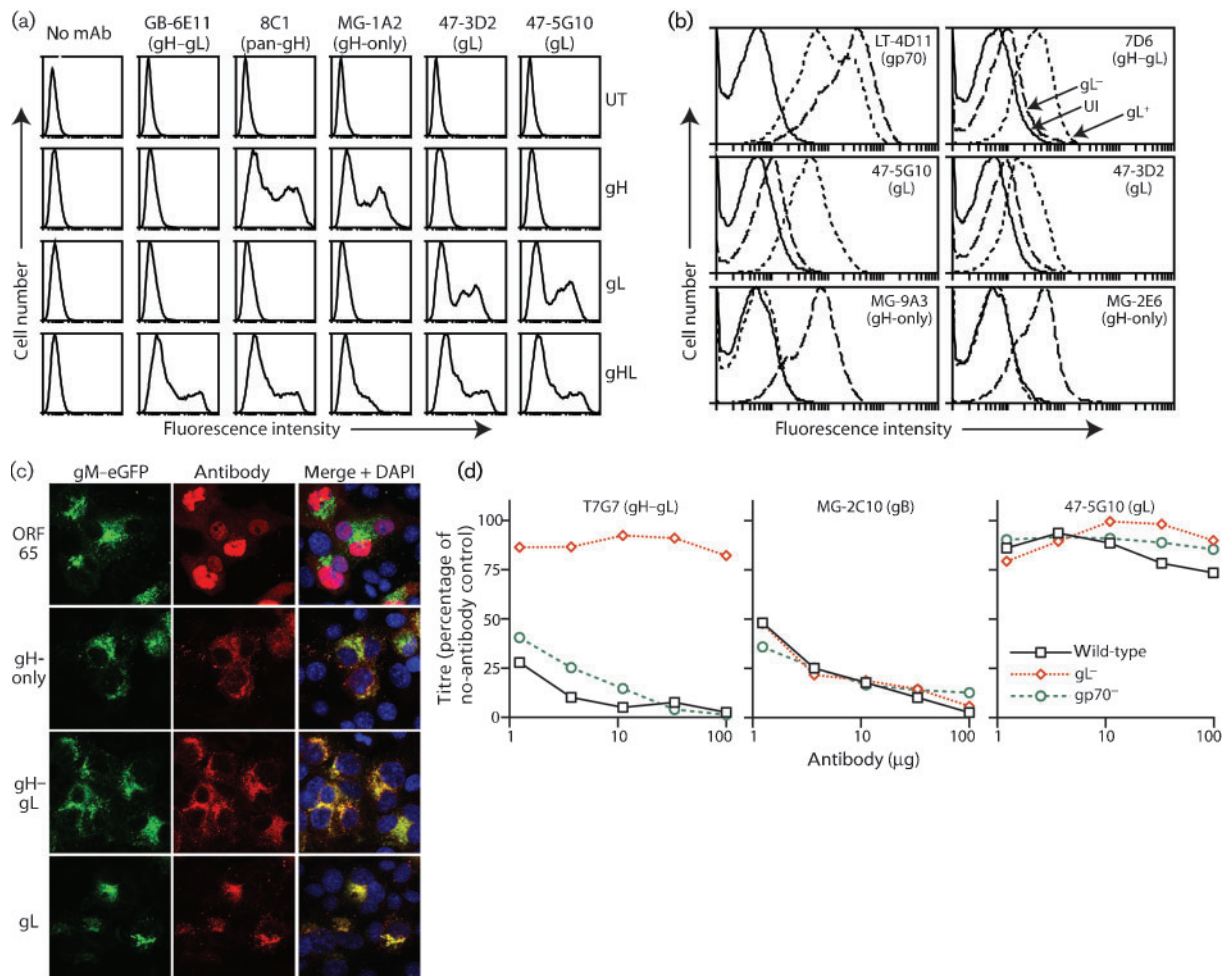 (a)
No mAb
GB-6E11
(gH–gL)
8C1
(pan-gH)
MG-1A2
(gH-only)
47-3D2
(gL)
47-5G10
(gL)
UT
gH
gL
gHL
Cell number
Fluorescence intensity
(b)
LT-4D11
(gp70)
7D6
(gH–gL)
gL⁻
UI
gL⁺
47-5G10
(gL)
47-3D2
(gL)
MG-9A3
(gH-only)
MG-2E6
(gH-only)
Cell number
Fluorescence intensity
(c)
gM–eGFP
Antibody
Merge + DAPI
ORF
65
gH-
only
gH–
gL
gL
(d)
T7G7 (gH–gL)
MG-2C10 (gB)
47-5G10 (gL)
Titre (percentage of
no-antibody control)
100
75
50
25
0
Wild-type
gL⁻
gp70⁻
1
10
100
1
10
100
1
10
100
Antibody (µg)